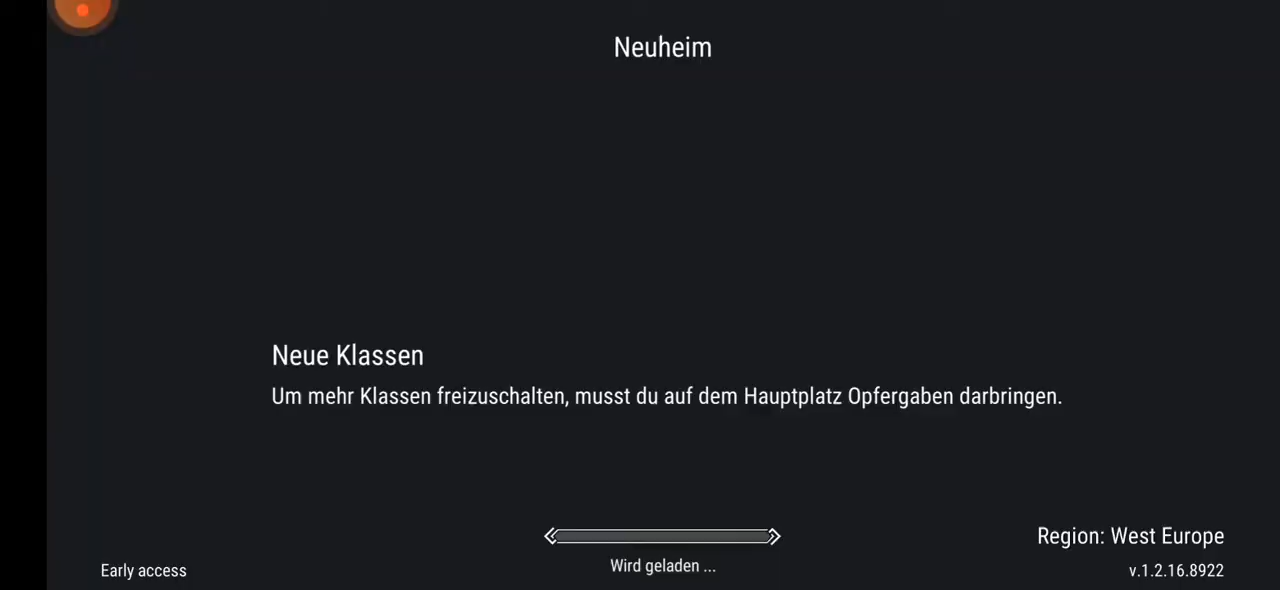 Neuheim
Neue Klassen
Um mehr Klassen freizuschalten, musst du auf dem Hauptplatz Opfergaben darbringen.
Region: West Europe
Wird geladen ...
Early access
v.1.2.16.8922